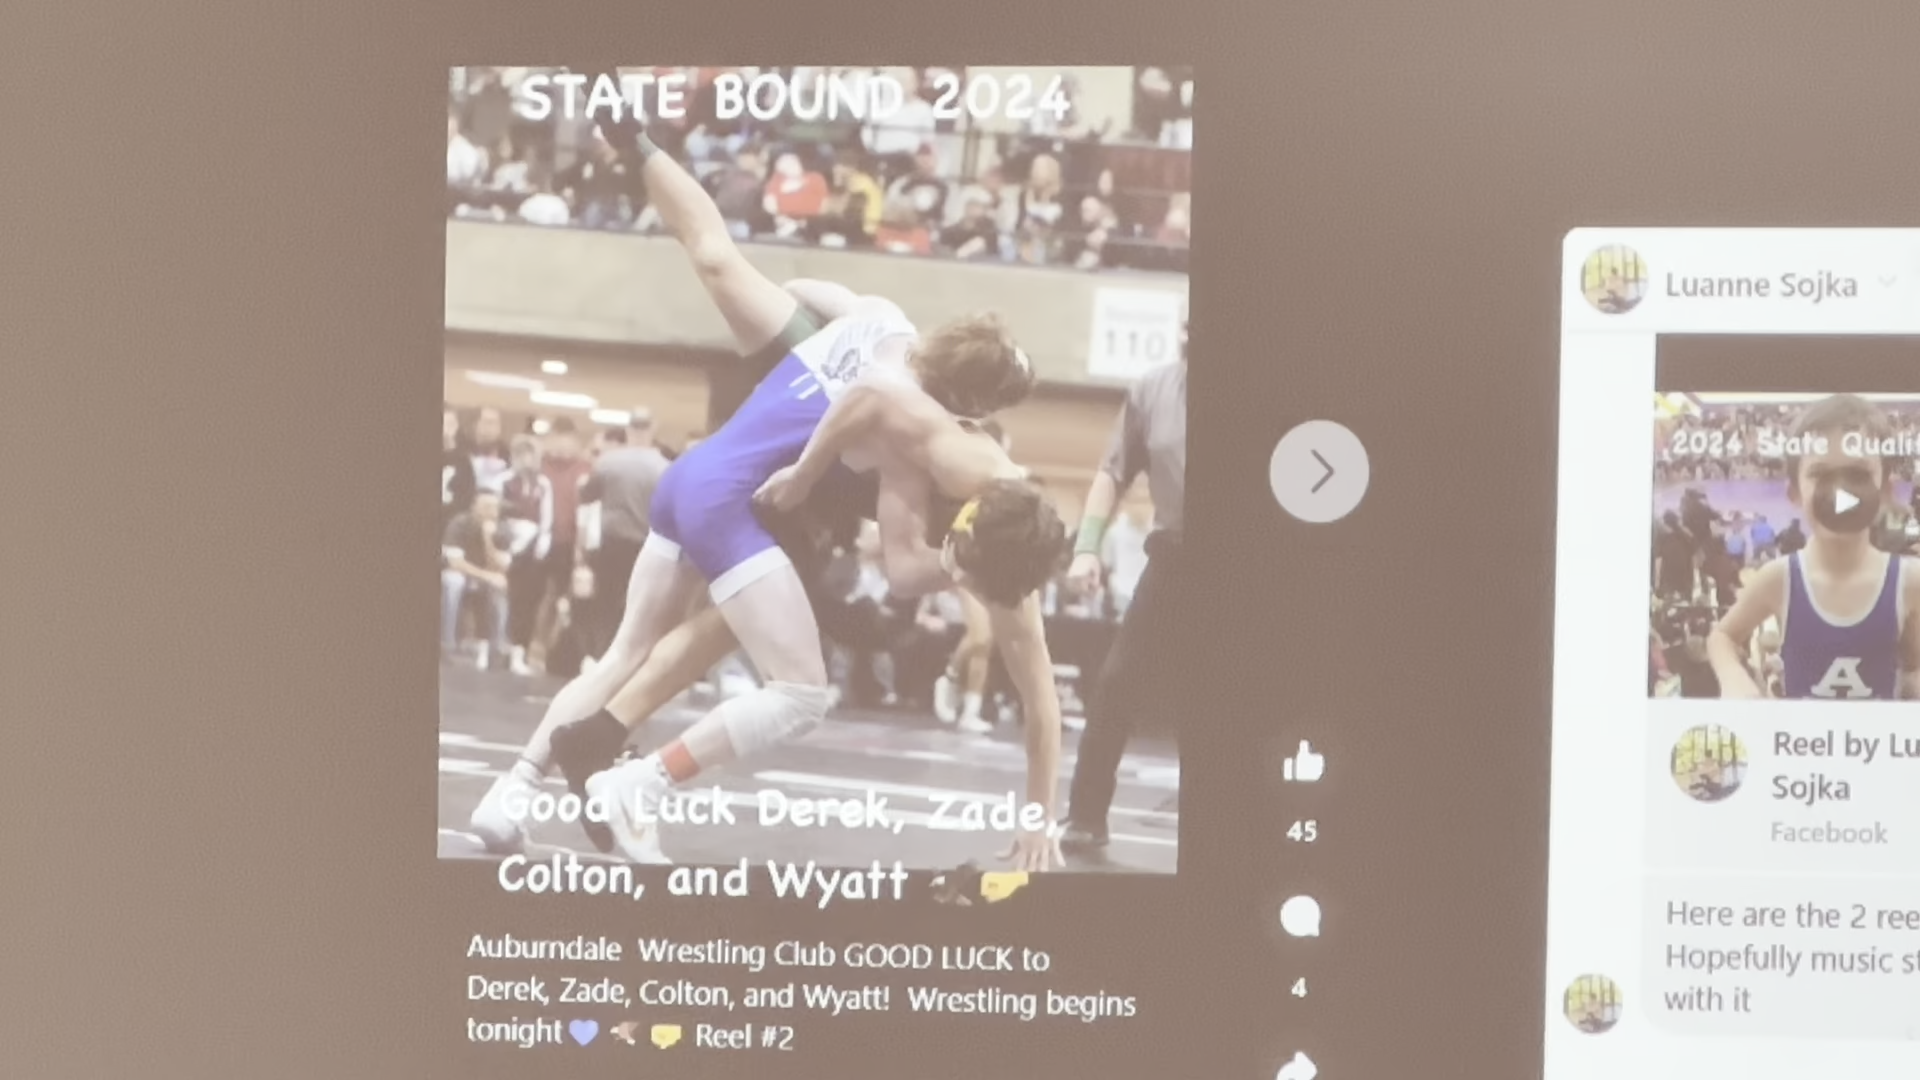 STATE BOUND 2024
110
Good Luck Derek, Zade,
Colton, and Wyatt
Auburndale Wrestling Club GOOD LUCK to
Derek, Zade, Colton, and Wyatt! Wrestling begins
tonight💙 🤜 Reel #2
45
4
Luanne Sojka
2024 State Quali
A
Reel by Lu
Sojka
Facebook
Here are the 2 ree
Hopefully music st
with it